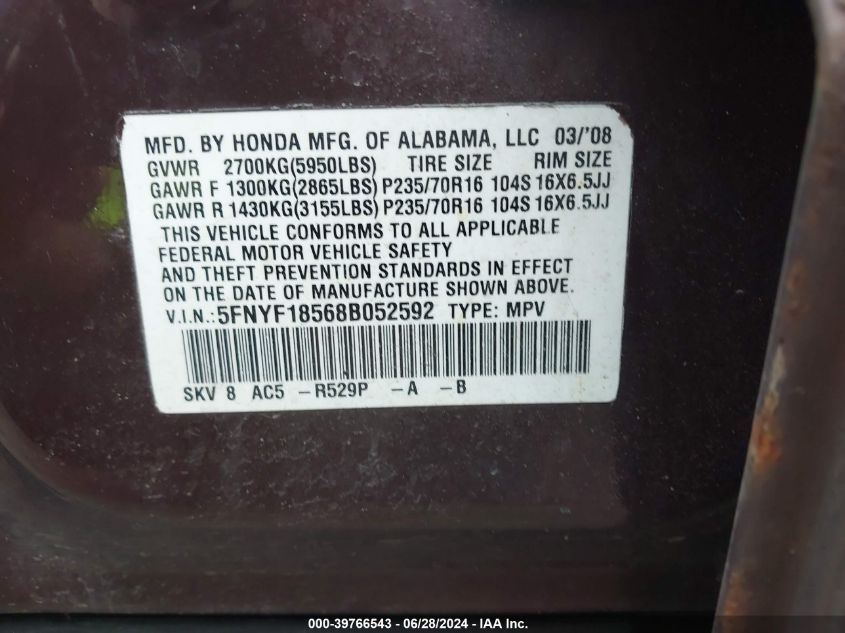 MFD. BY HONDA MFG. OF ALABAMA, LLC 03/'08
GVWR 2700KG(5950LBS) TIRE SIZE RIM SIZE
GAWR F 1300KG(2865LBS) P235/70R16 104S 16X6.5JJ
GAWR R 1430KG(3155LBS) P235/70R16 104S 16X6.5JJ
THIS VEHICLE CONFORMS TO ALL APPLICABLE
FEDERAL MOTOR VEHICLE SAFETY
AND THEFT PREVENTION STANDARDS IN EFFECT
ON THE DATE OF MANUFACTURE SHOWN ABOVE.
V.I.N.: 5FNYF18568B052592 TYPE: MPV
SKV 8 AC5 -R529P -A -B
000-39766543 - 06/28/2024 - IAA Inc.